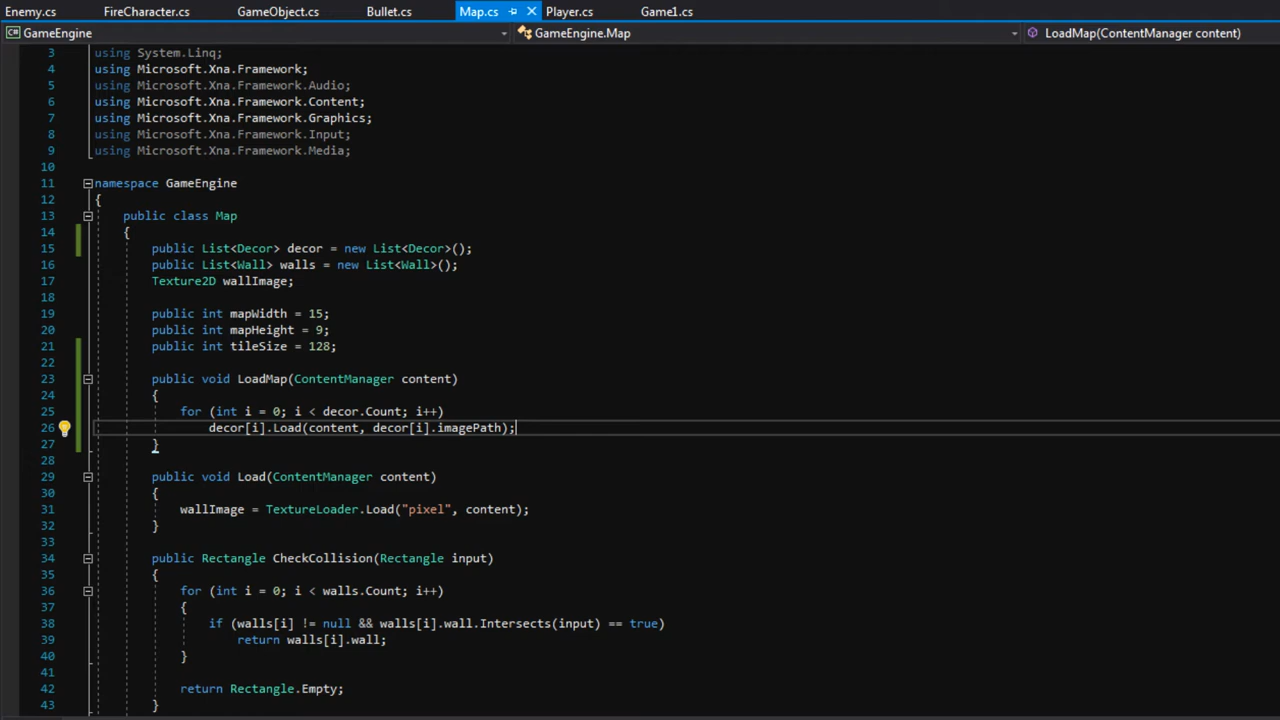 Enemy.cs FireCharacter.cs GameObject.cs Bullet.cs Map.cs Player.cs Game1.cs
GameEngine GameEngine.Map LoadMap(ContentManager content)
3 using System.Linq;
4 using Microsoft.Xna.Framework;
5 using Microsoft.Xna.Framework.Audio;
6 using Microsoft.Xna.Framework.Content;
7 using Microsoft.Xna.Framework.Graphics;
8 using Microsoft.Xna.Framework.Input;
9 using Microsoft.Xna.Framework.Media;
10
11 namespace GameEngine
12 {
13 public class Map
14 {
15 public List<Decor> decor = new List<Decor>();
16 public List<Wall> walls = new List<Wall>();
17 Texture2D wallImage;
18
19 public int mapWidth = 15;
20 public int mapHeight = 9;
21 public int tileSize = 128;
22
23 public void LoadMap(ContentManager content)
24 {
25 for (int i = 0; i < decor.Count; i++)
26 decor[i].Load(content, decor[i].imagePath);
27 }
28
29 public void Load(ContentManager content)
30 {
31 wallImage = TextureLoader.Load("pixel", content);
32 }
33
34 public Rectangle CheckCollision(Rectangle input)
35 {
36 for (int i = 0; i < walls.Count; i++)
37 {
38 if (walls[i] != null && walls[i].wall.Intersects(input) == true)
39 return walls[i].wall;
40 }
41
42 return Rectangle.Empty;
43 }